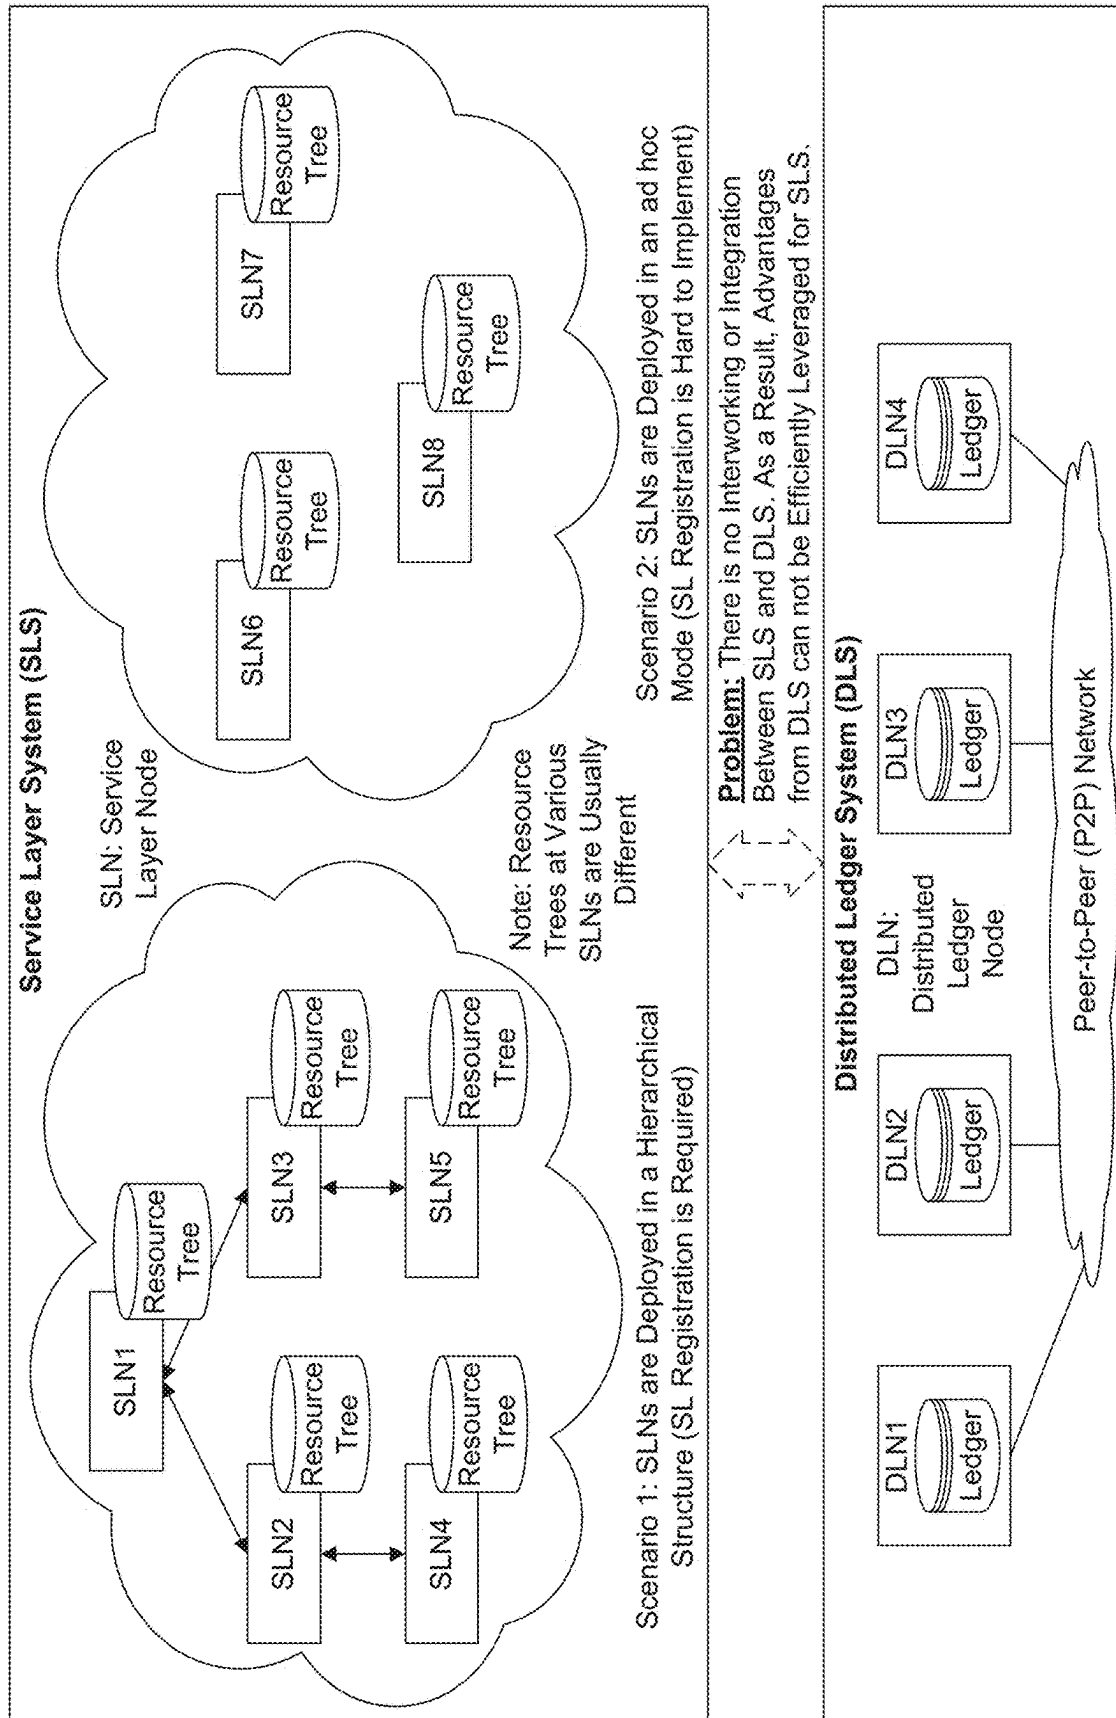 Service Layer System (SLS)
SLN1
Resource
Tree
SLN2
Resource
Tree
SLN3
Resource
Tree
SLN4
Resource
Tree
SLN5
Resource
Tree
SLN: Service
Layer Node
SLN6
Resource
Tree
SLN7
Resource
Tree
SLN8
Resource
Tree
Note: Resource
Trees at Various
SLNs are Usually
Different
Scenario 1: SLNs are Deployed in a Hierarchical
Structure (SL Registration is Required)
Scenario 2: SLNs are Deployed in an ad hoc
Mode (SL Registration is Hard to Implement)
Problem: There is no Interworking or Integration
Between SLS and DLS. As a Result, Advantages
from DLS can not be Efficiently Leveraged for SLS.
Distributed Ledger System (DLS)
DLN1
Ledger
DLN2
Ledger
DLN:
Distributed
Ledger
Node
DLN3
Ledger
DLN4
Ledger
Peer-to-Peer (P2P) Network